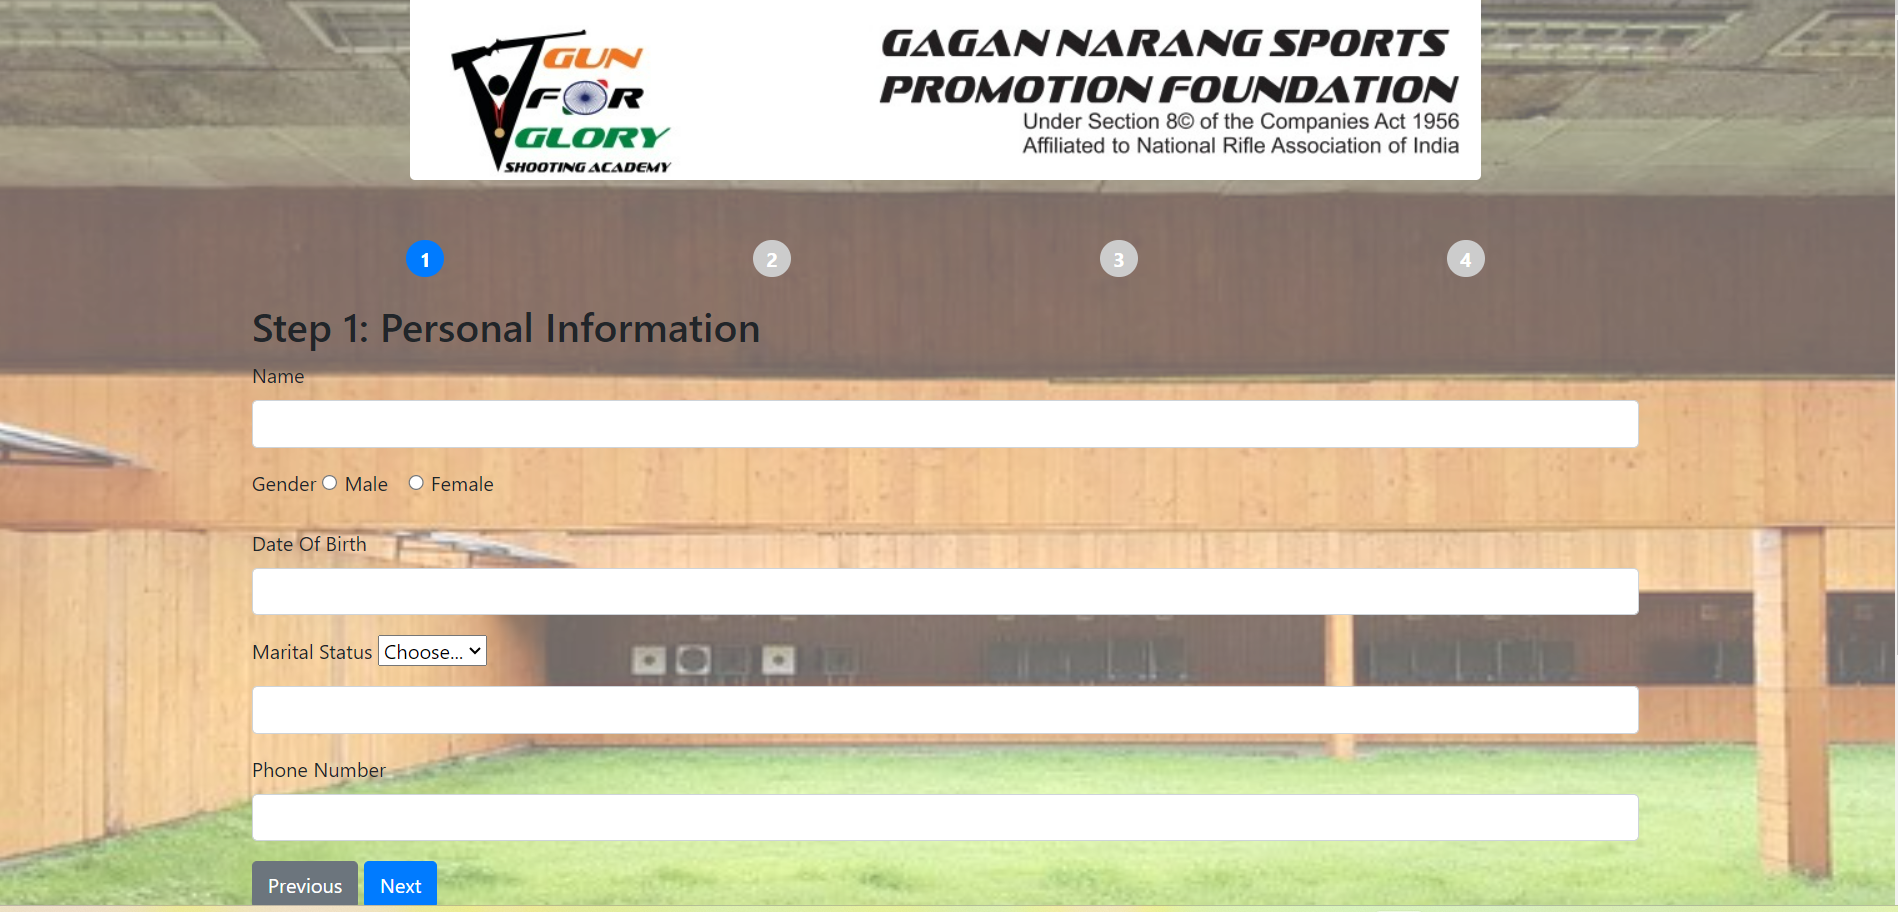 GUN
FOR
GLORY
SHOOTING ACADEMY
GAGAN NARANG SPORTS
PROMOTION FOUNDATION
Under Section 8© of the Companies Act 1956
Affiliated to National Rifle Association of India
1 2 3 4
Step 1: Personal Information
Name
Gender Male Female
Date Of Birth
Marital Status Choose...
Phone Number
Previous Next